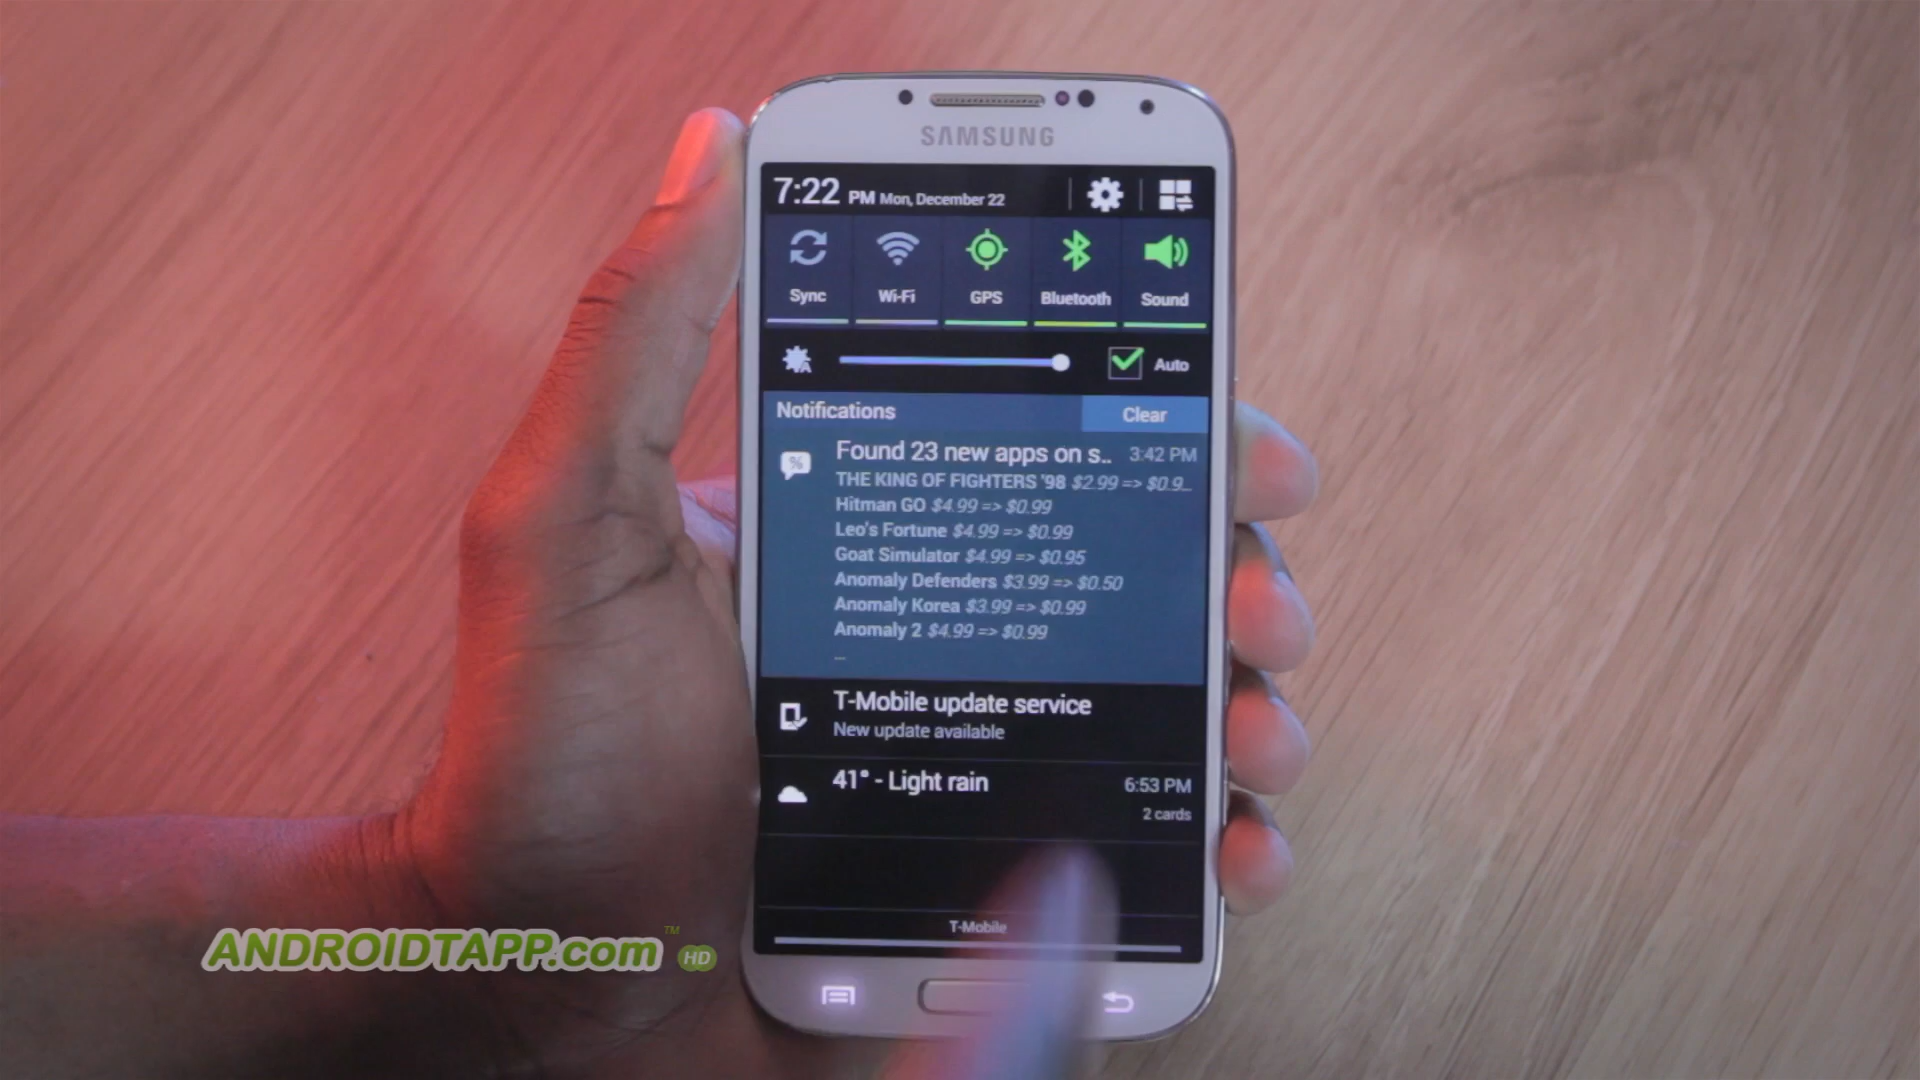 SAMSUNG
7:22 PM Mon, December 22
Sync Wi-Fi GPS Bluetooth Sound
A Auto
Notifications Clear
% Found 23 new apps on s.. 3:42 PM
THE KING OF FIGHTERS '98 $2.99 => $0.9...
Hitman GO $4.99 => $0.99
Leo's Fortune $4.99 => $0.99
Goat Simulator $4.99 => $0.95
Anomaly Defenders $3.99 => $0.50
Anomaly Korea $3.99 => $0.99
Anomaly 2 $4.99 => $0.99
...
T-Mobile update service
New update available
41° - Light rain 6:53 PM
2 cards
T-Mobile
ANDROIDTAPP.com™ HD